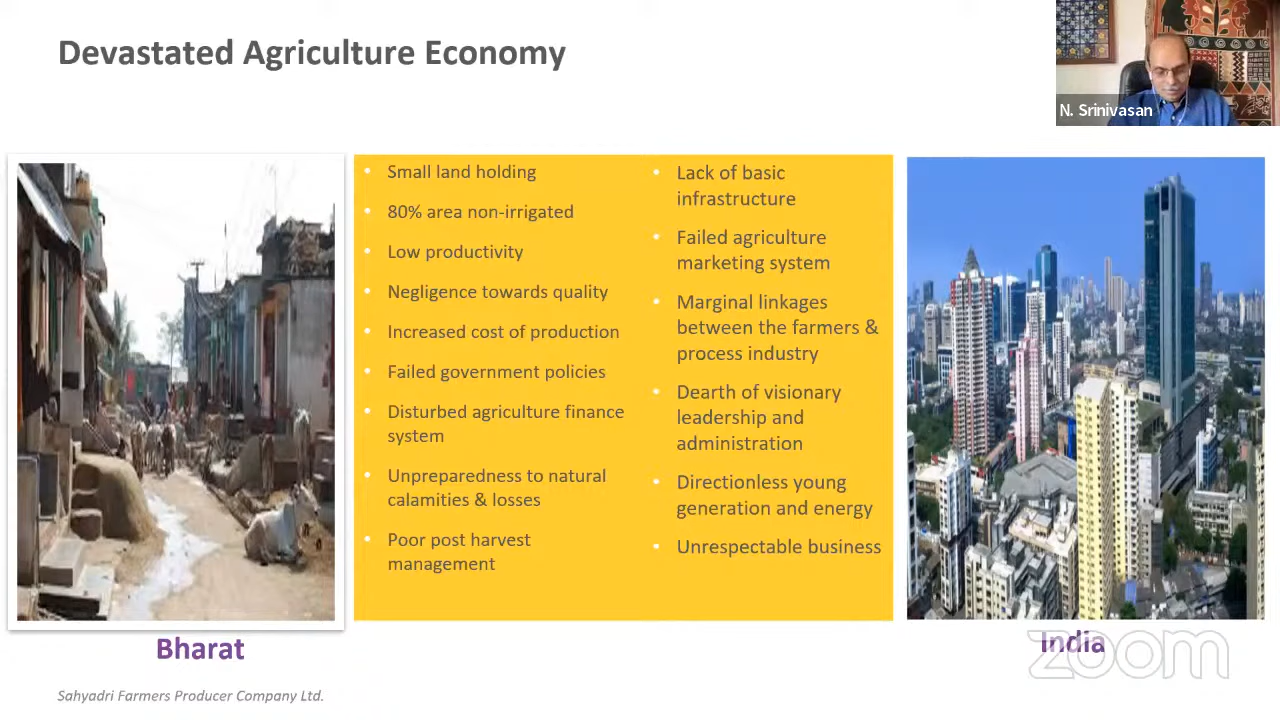 Devastated Agriculture Economy
N. Srinivasan
• Small land holding
• 80% area non-irrigated
• Low productivity
• Negligence towards quality
• Increased cost of production
• Failed government policies
• Disturbed agriculture finance
system
• Unpreparedness to natural
calamities & losses
• Poor post harvest
management
• Lack of basic
infrastructure
• Failed agriculture
marketing system
• Marginal linkages
between the farmers &
process industry
• Dearth of visionary
leadership and
administration
• Directionless young
generation and energy
• Unrespectable business
Bharat
India
zoom
Sahyadri Farmers Producer Company Ltd.